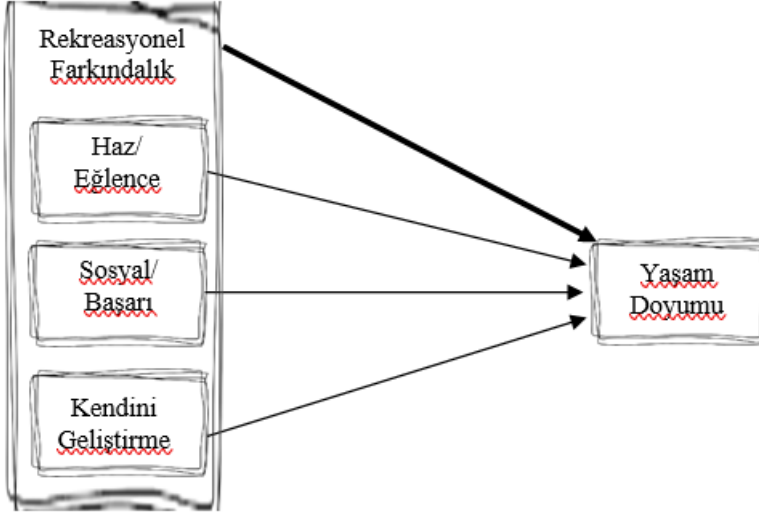 Rekreasyonel
Farkındalık
Haz/
Eğlence
Sosyal/
Başarı
Kendini
Geliştirme
Yaşam
Doyumu